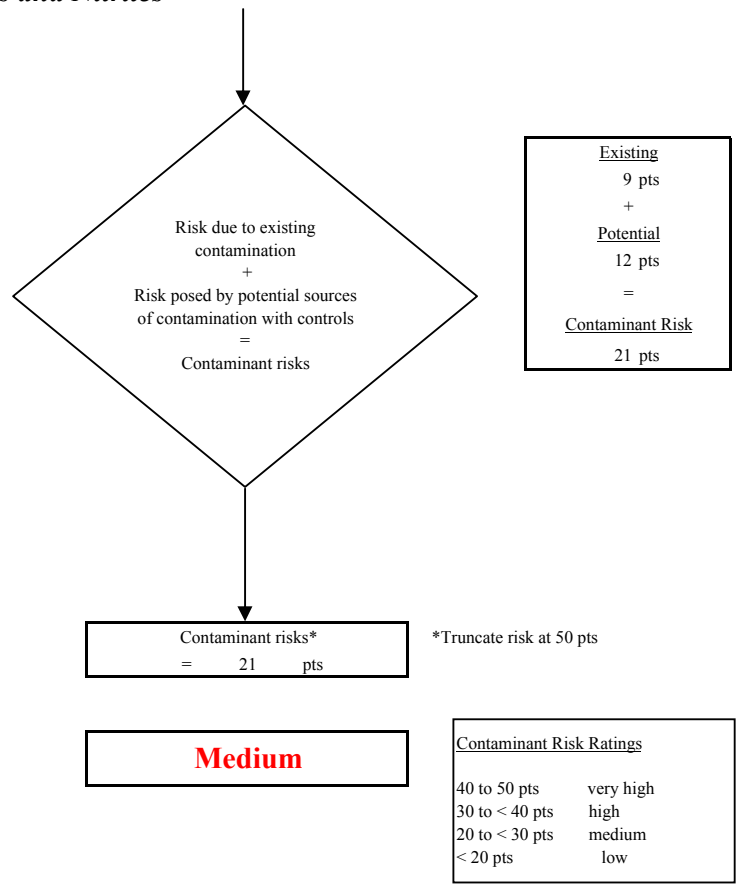 and Nitrites
Risk due to existing
contamination
+
Risk posed by potential sources
of contamination with controls
=
Contaminant risks
Existing
9 pts
+
Potential
12 pts
=
Contaminant Risk
21 pts
Contaminant risks*
= 21 pts
*Truncate risk at 50 pts
Medium
Contaminant Risk Ratings
40 to 50 pts very high
30 to < 40 pts high
20 to < 30 pts medium
< 20 pts low